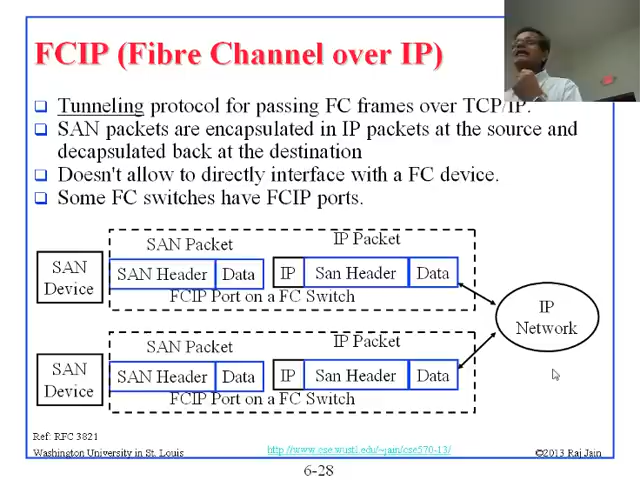 FCIP (Fibre Channel over IP)
Tunneling protocol for passing FC frames over TCP/IP.
SAN packets are encapsulated in IP packets at the source and
decapsulated back at the destination
Doesn't allow to directly interface with a FC device.
Some FC switches have FCIP ports.
SAN Packet IP Packet
SAN
Device
SAN Header Data IP San Header Data
FCIP Port on a FC Switch
IP
Network
SAN Packet IP Packet
SAN
Device
SAN Header Data IP San Header Data
FCIP Port on a FC Switch
Ref: RFC 3821
Washington University in St. Louis http://www.cse.wustl.edu/~jain/cse570-13/ ©2013 Raj Jain
6-28